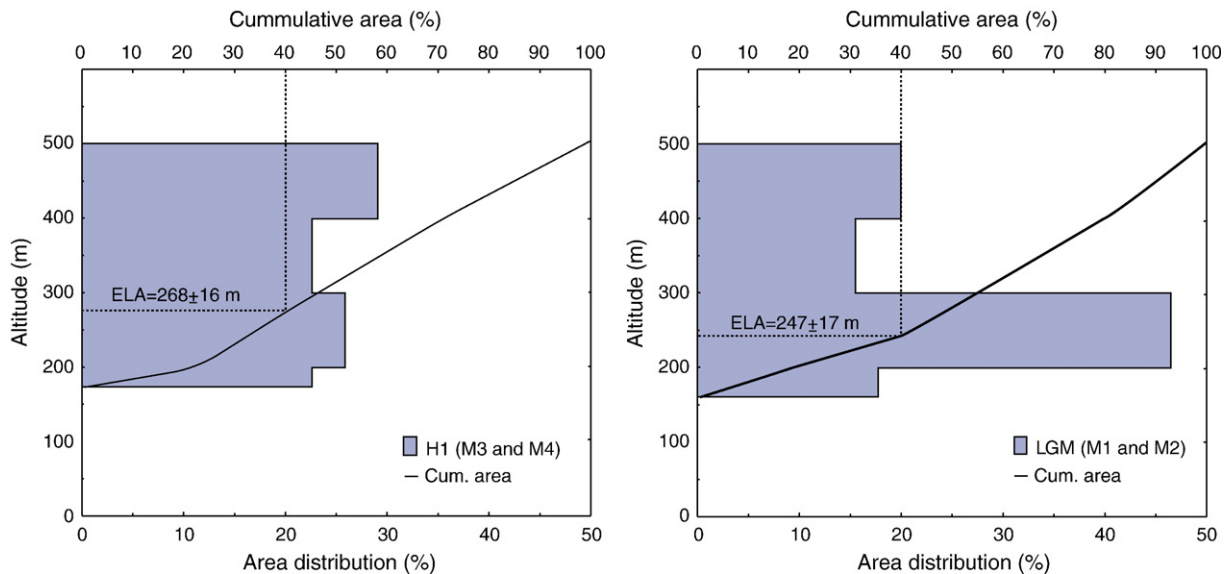 Cummulative area (%)
0 10 20 30 40 50 60 70 80 90 100
Altitude (m)
500
400
300
200
100
0
ELA=268±16 m
H1 (M3 and M4)
Cum. area
0 10 20 30 40 50
Area distribution (%)
Cummulative area (%)
0 10 20 30 40 50 60 70 80 90 100
Altitude (m)
500
400
300
200
100
0
ELA=247±17 m
LGM (M1 and M2)
Cum. area
0 10 20 30 40 50
Area distribution (%)